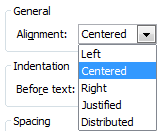 General
Alignment: Centered
Left
Centered
Right
Justified
Distributed
Indentation
Before text:
Spacing